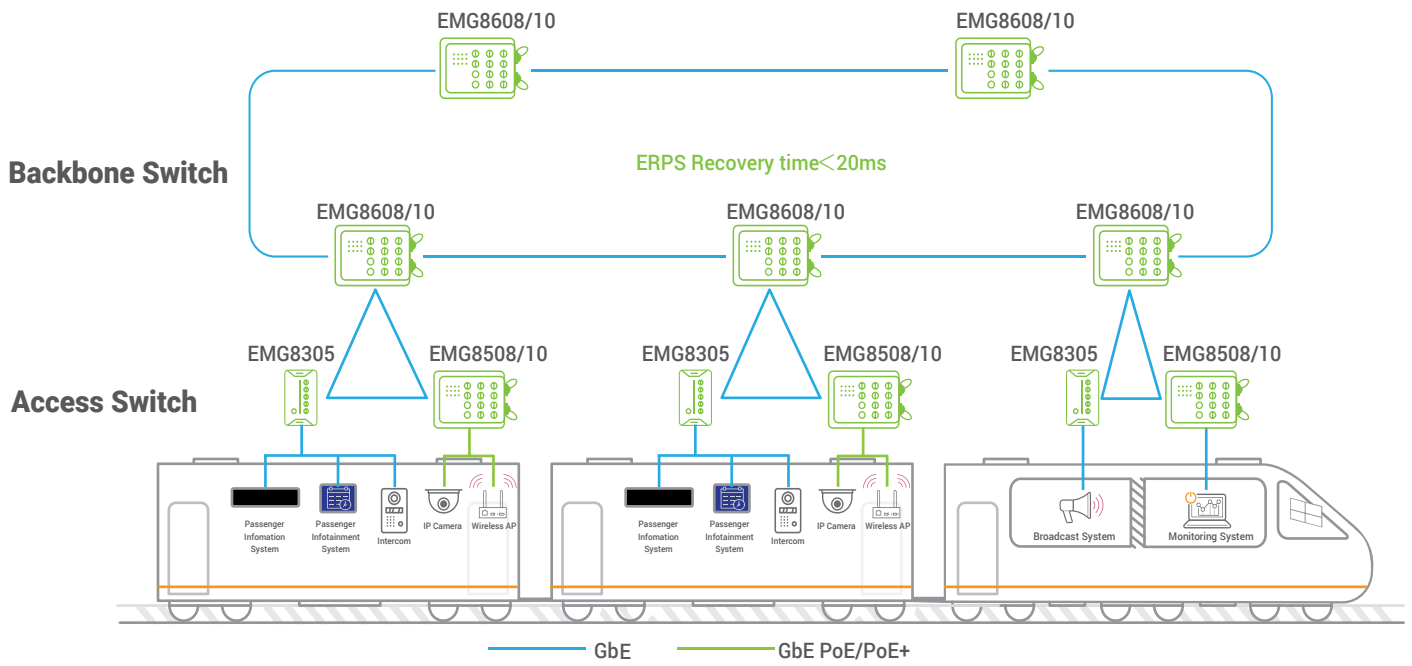 EMG8608/10
EMG8608/10
Backbone Switch
ERPS Recovery time<20ms
EMG8608/10
EMG8608/10
EMG8608/10
EMG8305
EMG8508/10
EMG8305
EMG8508/10
EMG8305
EMG8508/10
Access Switch
Passenger
Infomation
System
Passenger
Infotainment
System
Intercom
IP Camera
Wireless AP
Passenger
Infomation
System
Passenger
Infotainment
System
Intercom
IP Camera
Wireless AP
Broadcast System
Monitoring System
GbE
GbE PoE/PoE+